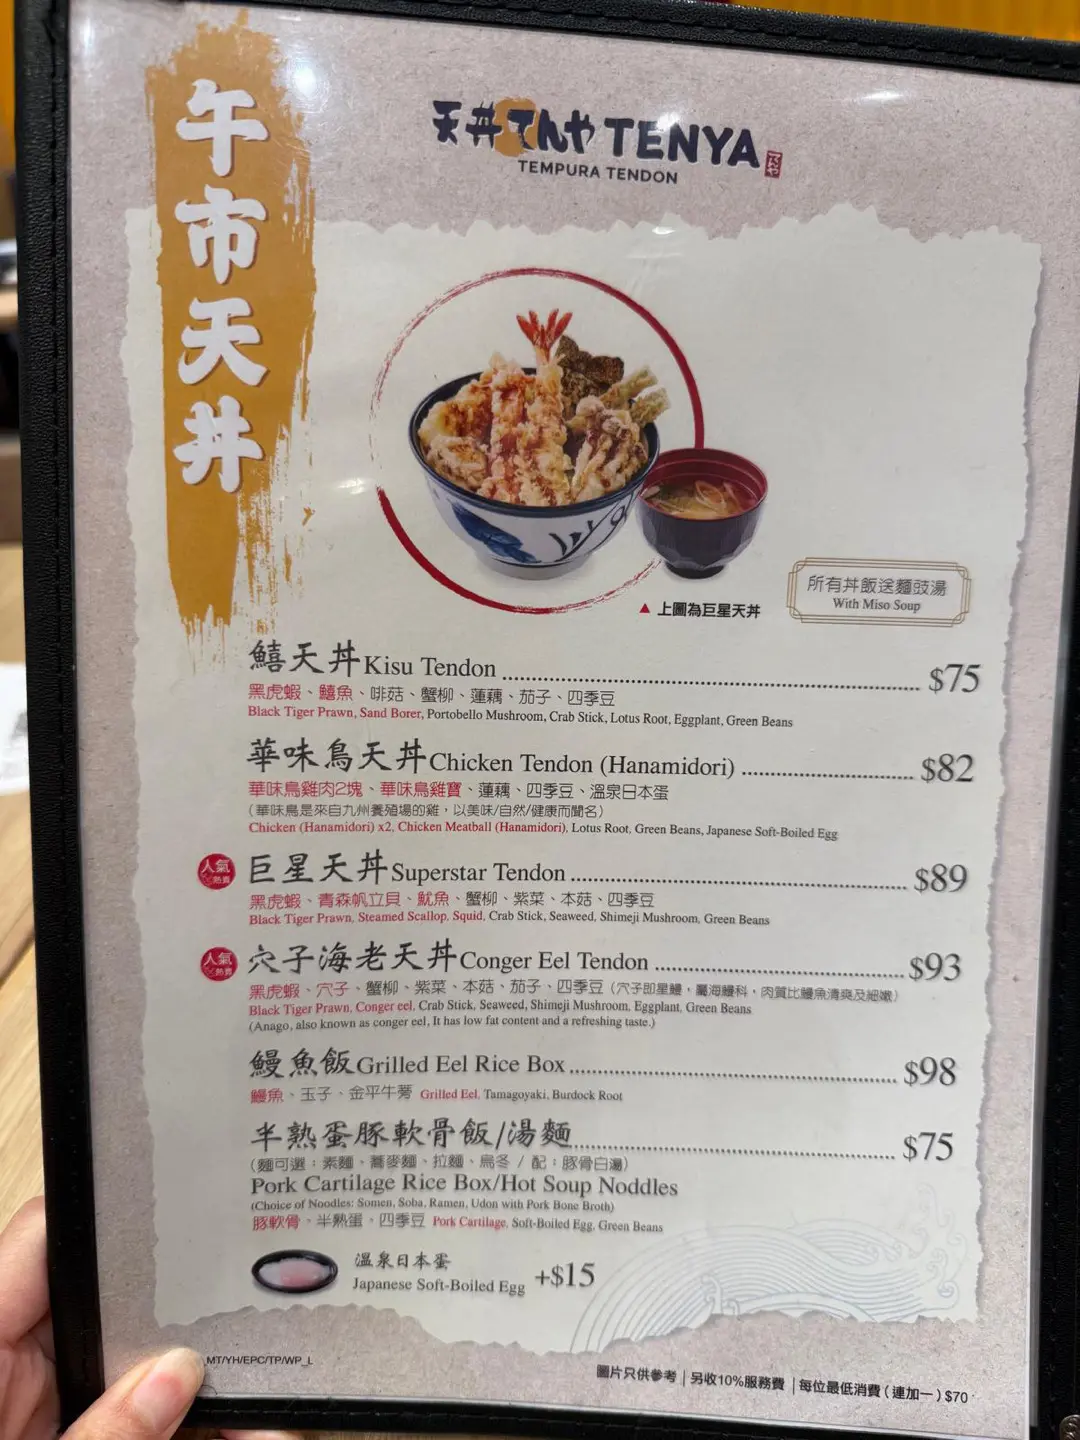 午市天丼
天丼てんや TENYA てんや
TEMPURA TENDON
所有丼飯送麵豉湯
With Miso Soup
▲ 上圖為巨星天丼
鱚天丼 Kisu Tendon $75
黑虎蝦、鱚魚、啡菇、蟹柳、蓮藕、茄子、四季豆
Black Tiger Prawn, Sand Borer, Portobello Mushroom, Crab Stick, Lotus Root, Eggplant, Green Beans
華味鳥天丼 Chicken Tendon (Hanamidori) $82
華味鳥雞肉2塊、華味鳥雞寶、蓮藕、四季豆、溫泉日本蛋
(華味鳥是來自九州養殖場的雞，以美味/自然/健康而聞名)
Chicken (Hanamidori) x2, Chicken Meatball (Hanamidori), Lotus Root, Green Beans, Japanese Soft-Boiled Egg
人氣
熱賣
巨星天丼 Superstar Tendon $89
黑虎蝦、青森帆立貝、魷魚、蟹柳、紫菜、本菇、四季豆
Black Tiger Prawn, Steamed Scallop, Squid, Crab Stick, Seaweed, Shimeji Mushroom, Green Beans
人氣
熱賣
穴子海老天丼 Conger Eel Tendon $93
黑虎蝦、穴子、蟹柳、紫菜、本菇、茄子、四季豆 (穴子即星鰻，屬海鰻科，肉質比鰻魚清爽及細嫩)
Black Tiger Prawn, Conger eel, Crab Stick, Seaweed, Shimeji Mushroom, Eggplant, Green Beans
(Anago, also known as conger eel, It has low fat content and a refreshing taste.)
鰻魚飯 Grilled Eel Rice Box $98
鰻魚、玉子、金平牛蒡 Grilled Eel, Tamagoyaki, Burdock Root
半熟蛋豚軟骨飯/湯麵 $75
(麵可選：素麵、蕎麥麵、拉麵、烏冬 / 配：豚骨白湯)
Pork Cartilage Rice Box/Hot Soup Noddles
(Choice of Noodles: Somen, Soba, Ramen, Udon with Pork Bone Broth)
豚軟骨、半熟蛋、四季豆 Pork Cartilage, Soft-Boiled Egg, Green Beans
溫泉日本蛋
Japanese Soft-Boiled Egg +$15
MT/YH/EPC/TP/WP_L
圖片只供參考 | 另收10%服務費 | 每位最低消費 (連加一) $70